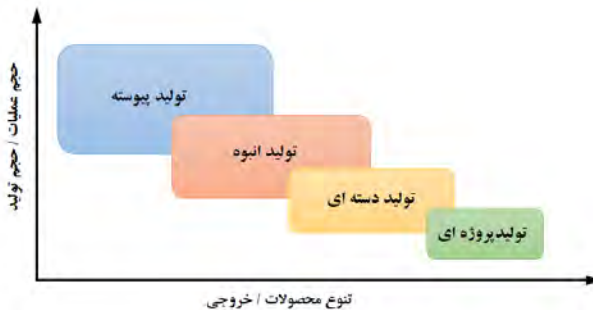 تولید پیوسته
تولید انبوه
تولید دسته ای
تولیدپروژه ای
حجم عملیات / حجم تولید
تنوع محصولات / خروجی